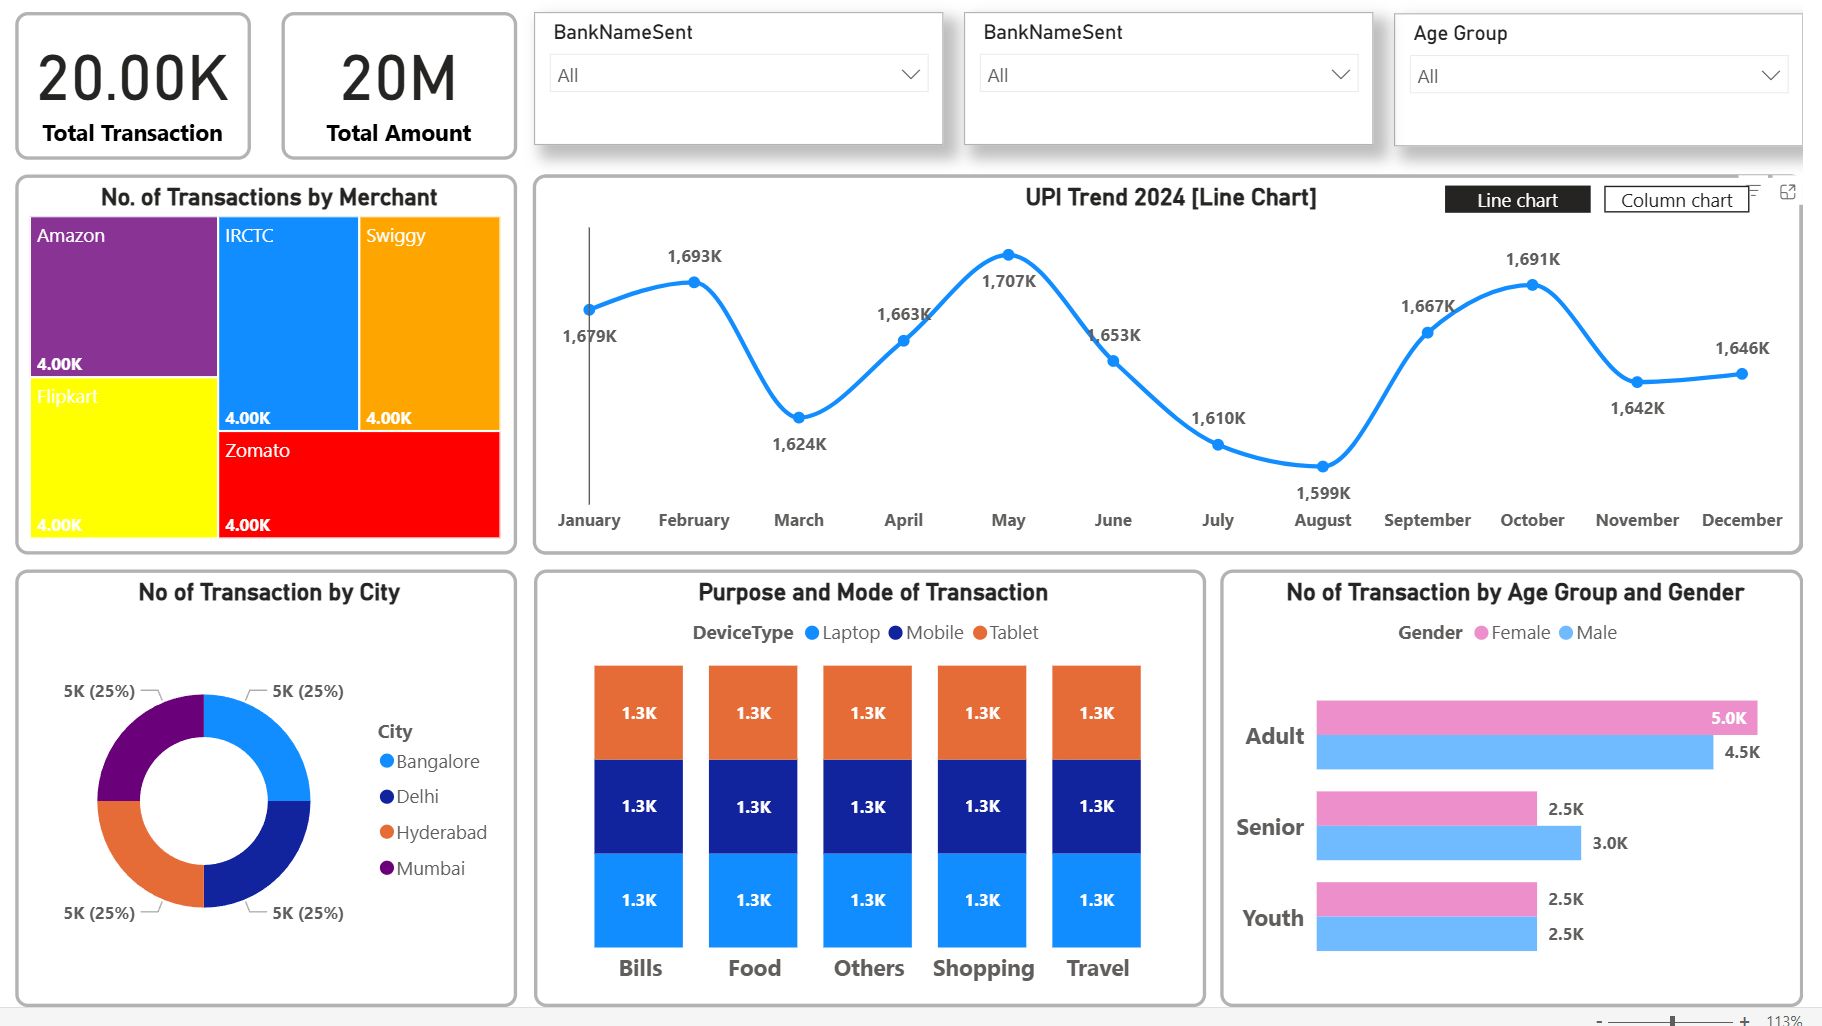 20.00K
Total Transaction
20M
Total Amount
BankNameSent
All
BankNameSent
All
Age Group
All
No. of Transactions by Merchant
Amazon
4.00K
IRCTC
4.00K
Swiggy
4.00K
Flipkart
4.00K
Zomato
4.00K
UPI Trend 2024 [Line Chart]
Line chart
Column chart
1,679K
1,693K
1,624K
1,663K
1,707K
1,653K
1,610K
1,599K
1,667K
1,691K
1,642K
1,646K
January February March April May June July August September October November December
No of Transaction by City
5K (25%)
5K (25%)
5K (25%)
5K (25%)
City
Bangalore
Delhi
Hyderabad
Mumbai
Purpose and Mode of Transaction
DeviceType Laptop Mobile Tablet
1.3K 1.3K 1.3K 1.3K 1.3K
1.3K 1.3K 1.3K 1.3K 1.3K
1.3K 1.3K 1.3K 1.3K 1.3K
Bills Food Others Shopping Travel
No of Transaction by Age Group and Gender
Gender Female Male
Adult
5.0K
4.5K
Senior
2.5K
3.0K
Youth
2.5K
2.5K
- + 113%